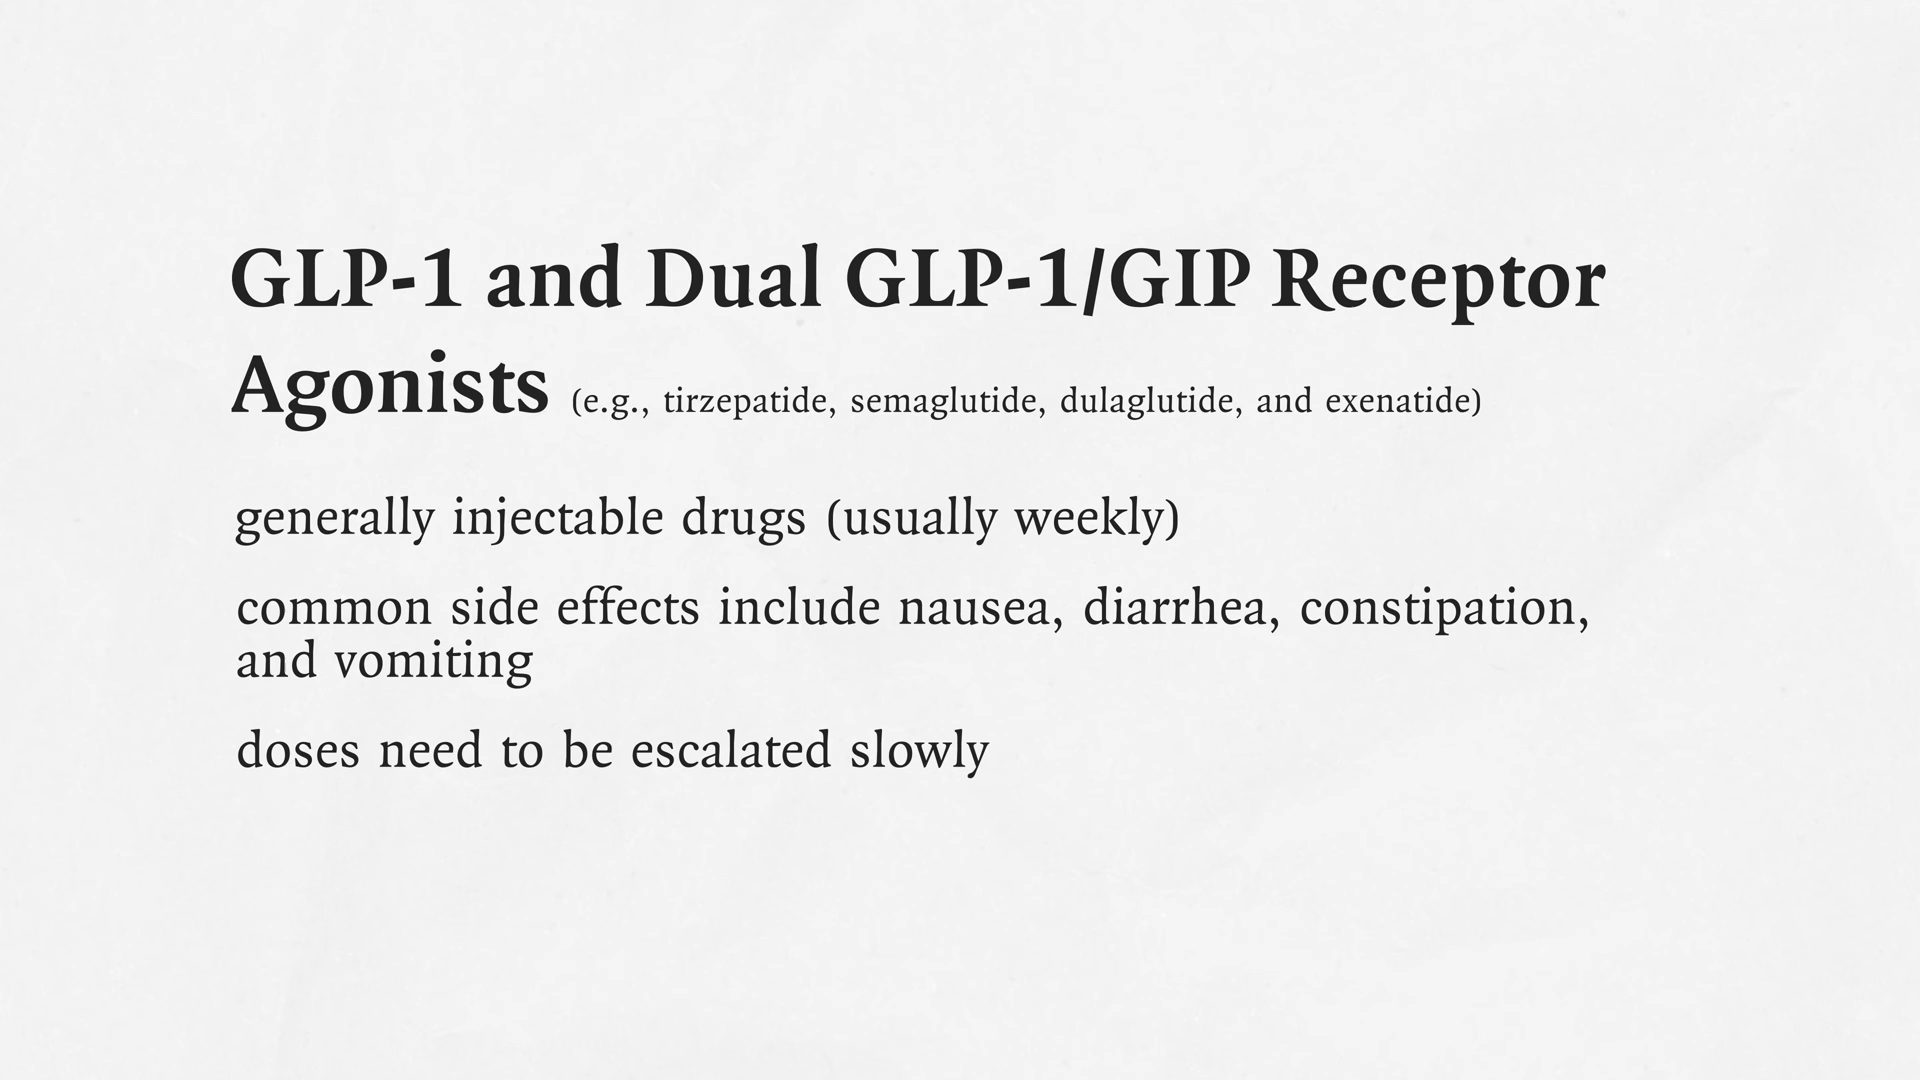 GLP-1 and Dual GLP-1/GIP Receptor
Agonists (e.g., tirzepatide, semaglutide, dulaglutide, and exenatide)
generally injectable drugs (usually weekly)
common side effects include nausea, diarrhea, constipation,
and vomiting
doses need to be escalated slowly